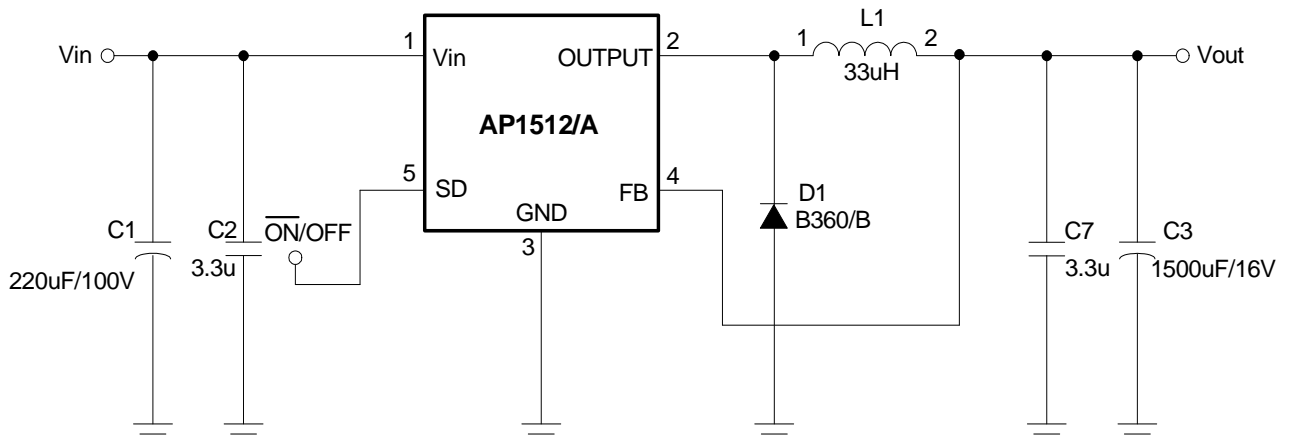 L1
1
2
33uH
Vin
1
Vin
OUTPUT
2
Vout
AP1512/A
5
SD
FB
4
GND
3
ON/OFF
D1
B360/B
C1
220uF/100V
C2
3.3u
C7
3.3u
C3
1500uF/16V